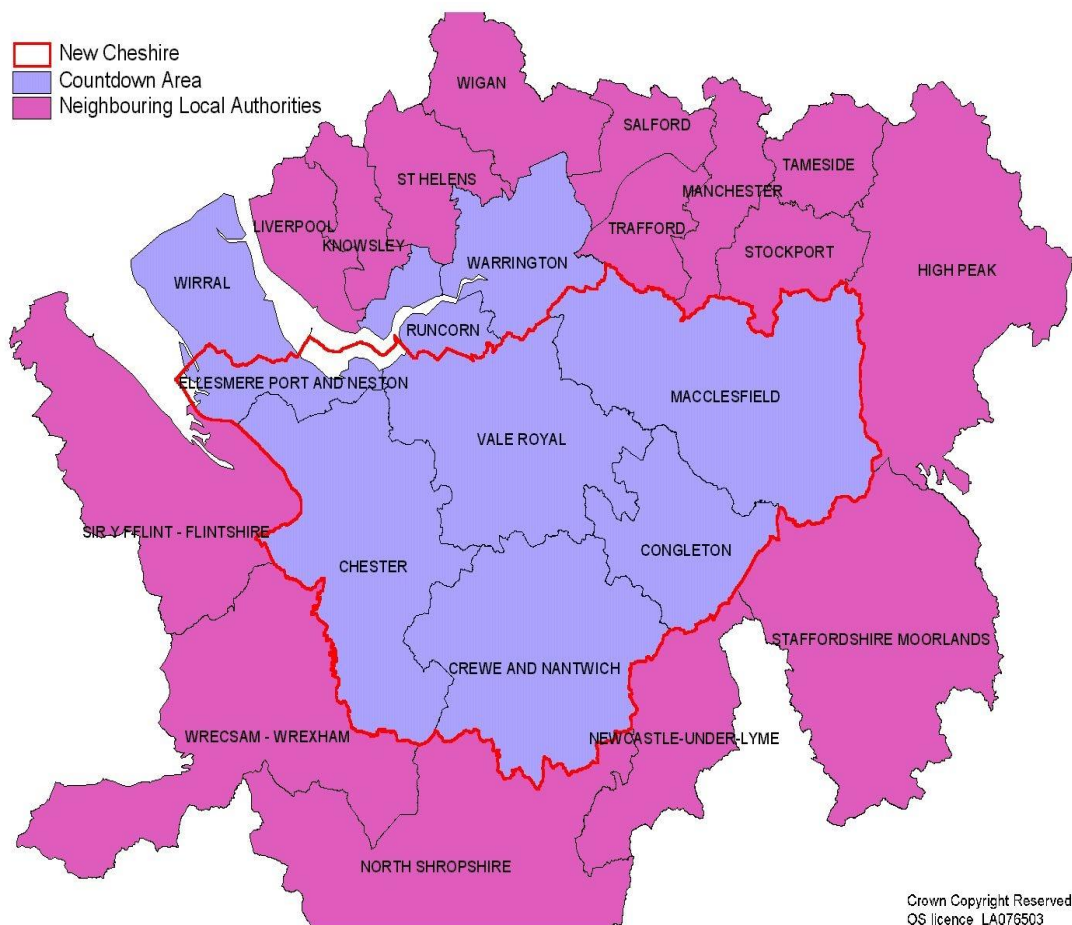 New Cheshire
Countdown Area
Neighbouring Local Authorities
WIGAN
SALFORD
TAMESIDE
ST HELENS
MANCHESTER
LIVERPOOL
KNOWSLEY
TRAFFORD
STOCKPORT
HIGH PEAK
WIRRAL
WARRINGTON
RUNCORN
ELLESMERE PORT AND NESTON
MACCLESFIELD
VALE ROYAL
SIR Y FFLINT - FLINTSHIRE
CHESTER
CONGLETON
STAFFORDSHIRE MOORLANDS
CREWE AND NANTWICH
WRECSAM - WREXHAM
NEWCASTLE-UNDER-LYME
NORTH SHROPSHIRE
Crown Copyright Reserved
OS licence LA076503